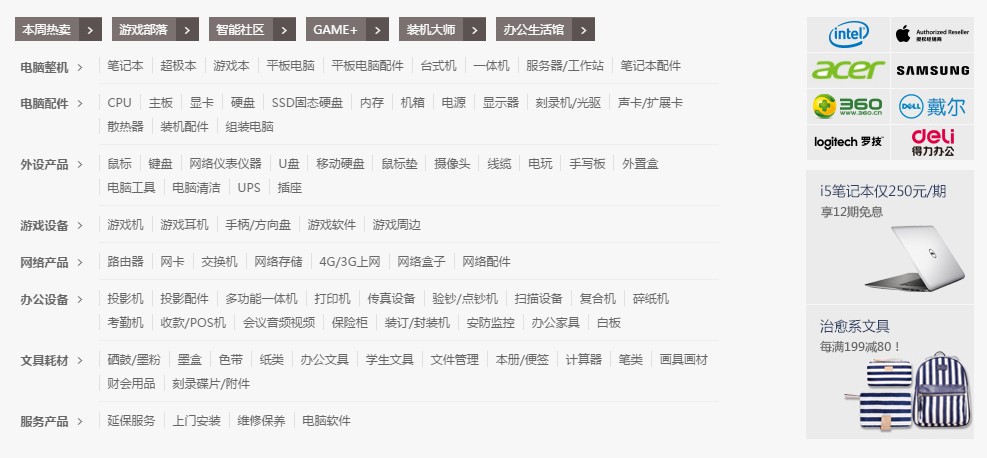 本周热卖 > 游戏部落 > 智能社区 > GAME+ > 装机大师 > 办公生活馆 >
电脑整机 > 笔记本 超极本 游戏本 平板电脑 平板电脑配件 台式机 一体机 服务器/工作站 笔记本配件
电脑配件 > CPU 主板 显卡 硬盘 SSD固态硬盘 内存 机箱 电源 显示器 刻录机/光驱 声卡/扩展卡
散热器 装机配件 组装电脑
外设产品 > 鼠标 键盘 网络仪表仪器 U盘 移动硬盘 鼠标垫 摄像头 线缆 电玩 手写板 外置盒
电脑工具 电脑清洁 UPS 插座
游戏设备 > 游戏机 游戏耳机 手柄/方向盘 游戏软件 游戏周边
网络产品 > 路由器 网卡 交换机 网络存储 4G/3G上网 网络盒子 网络配件
办公设备 > 投影机 投影配件 多功能一体机 打印机 传真设备 验钞/点钞机 扫描设备 复合机 碎纸机
考勤机 收款/POS机 会议音频视频 保险柜 装订/封装机 安防监控 办公家具 白板
文具耗材 > 硒鼓/墨粉 墨盒 色带 纸类 办公文具 学生文具 文件管理 本册/便签 计算器 笔类 画具画材
财会用品 刻录碟片/附件
服务产品 > 延保服务 上门安装 维修保养 电脑软件
intel Authorized Reseller
授权经销商
acer SAMSUNG
360 DELL 戴尔
www.360.cn
logitech 罗技 deli
得力办公
i5笔记本仅250元/期
享12期免息
治愈系文具
每满199减80！